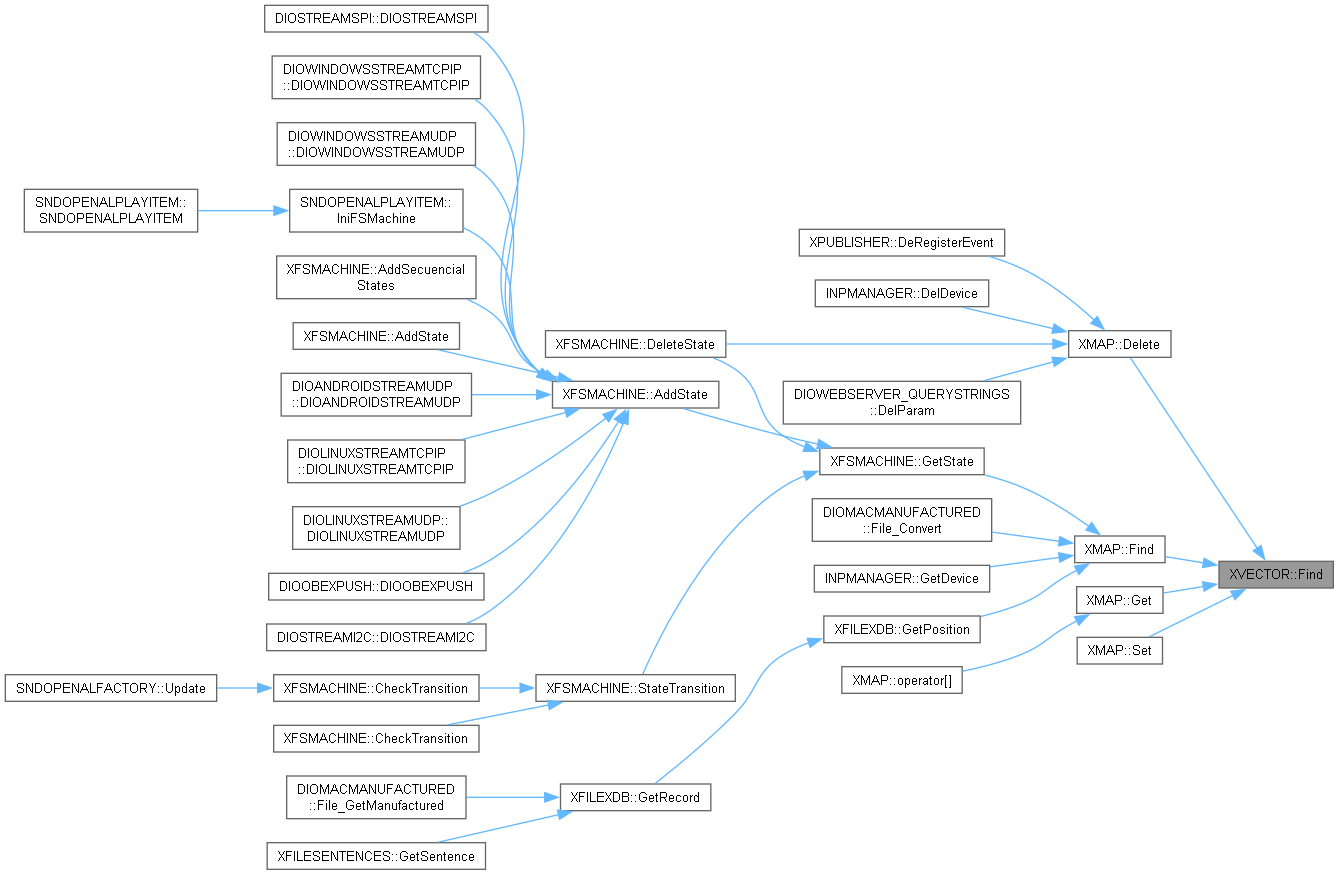 DIOSTREAMSPI::DIOSTREAMSPI
DIOWINDOWSSTREAMTCPIP
::DIOWINDOWSSTREAMTCPIP
DIOWINDOWSSTREAMUDP
::DIOWINDOWSSTREAMUDP
SNDOPENALPLAYITEM::
SNDOPENALPLAYITEM
SNDOPENALPLAYITEM::
IniFSMachine
XFSMACHINE::AddSecuencial
States
XFSMACHINE::AddState
DIOANDROIDSTREAMUDP
::DIOANDROIDSTREAMUDP
DIOLINUXSTREAMTCPIP
::DIOLINUXSTREAMTCPIP
DIOLINUXSTREAMUDP::
DIOLINUXSTREAMUDP
DIOOBEXPUSH::DIOOBEXPUSH
DIOSTREAMI2C::DIOSTREAMI2C
SNDOPENALFACTORY::Update
XFSMACHINE::CheckTransition
XFSMACHINE::CheckTransition
DIOMACMANUFACTURED
::File_GetManufactured
XFILESENTENCES::GetSentence
XFSMACHINE::DeleteState
XFSMACHINE::AddState
XFSMACHINE::StateTransition
XFILEXDB::GetRecord
XPUBLISHER::DeRegisterEvent
INPMANAGER::DelDevice
DIOWEBSERVER_QUERYSTRINGS
::DelParam
XFSMACHINE::GetState
DIOMACMANUFACTURED
::File_Convert
INPMANAGER::GetDevice
XFILEXDB::GetPosition
XMAP::operator[]
XMAP::Delete
XMAP::Find
XMAP::Get
XMAP::Set
XVECTOR::Find